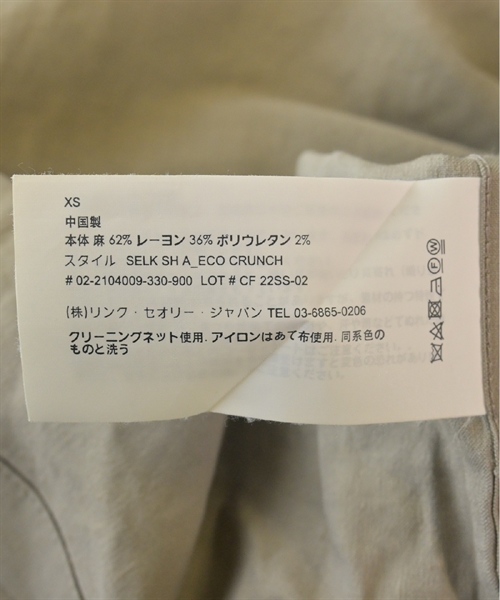 XS
中国製
本体 麻 62% レーヨン 36% ポリウレタン 2%
スタイル SELK SH A_ECO CRUNCH
# 02-2104009-330-900 LOT # CF 22SS-02
(株)リンク・セオリー・ジャパン TEL 03-6865-0206
クリーニングネット使用. アイロンはあて布使用. 同系色の
ものと洗う